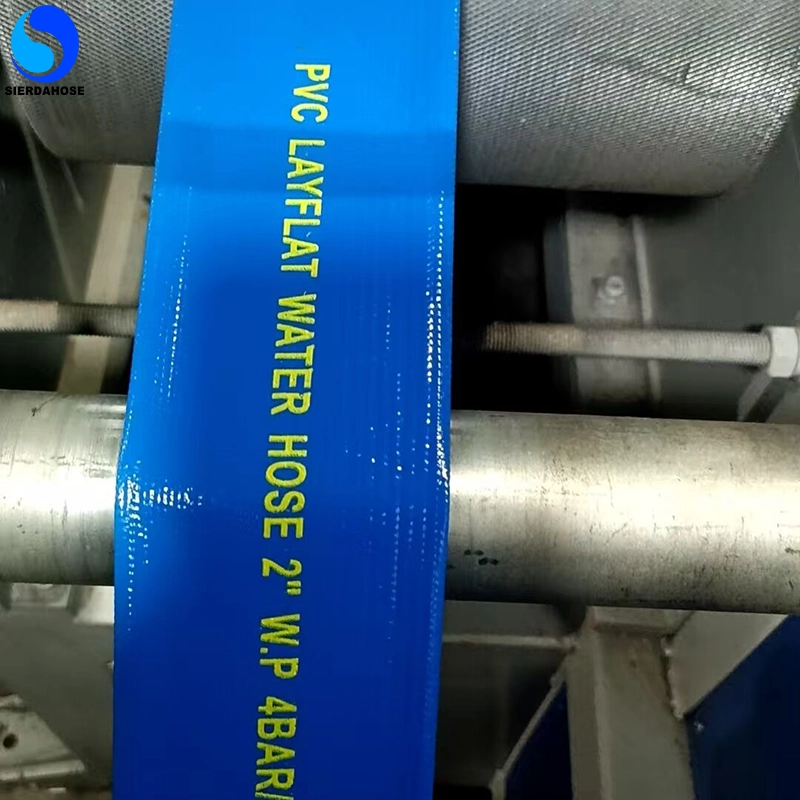 SIERDAHOSE
PVC LAYFLAT WATER HOSE 2" W.P 4BAR/